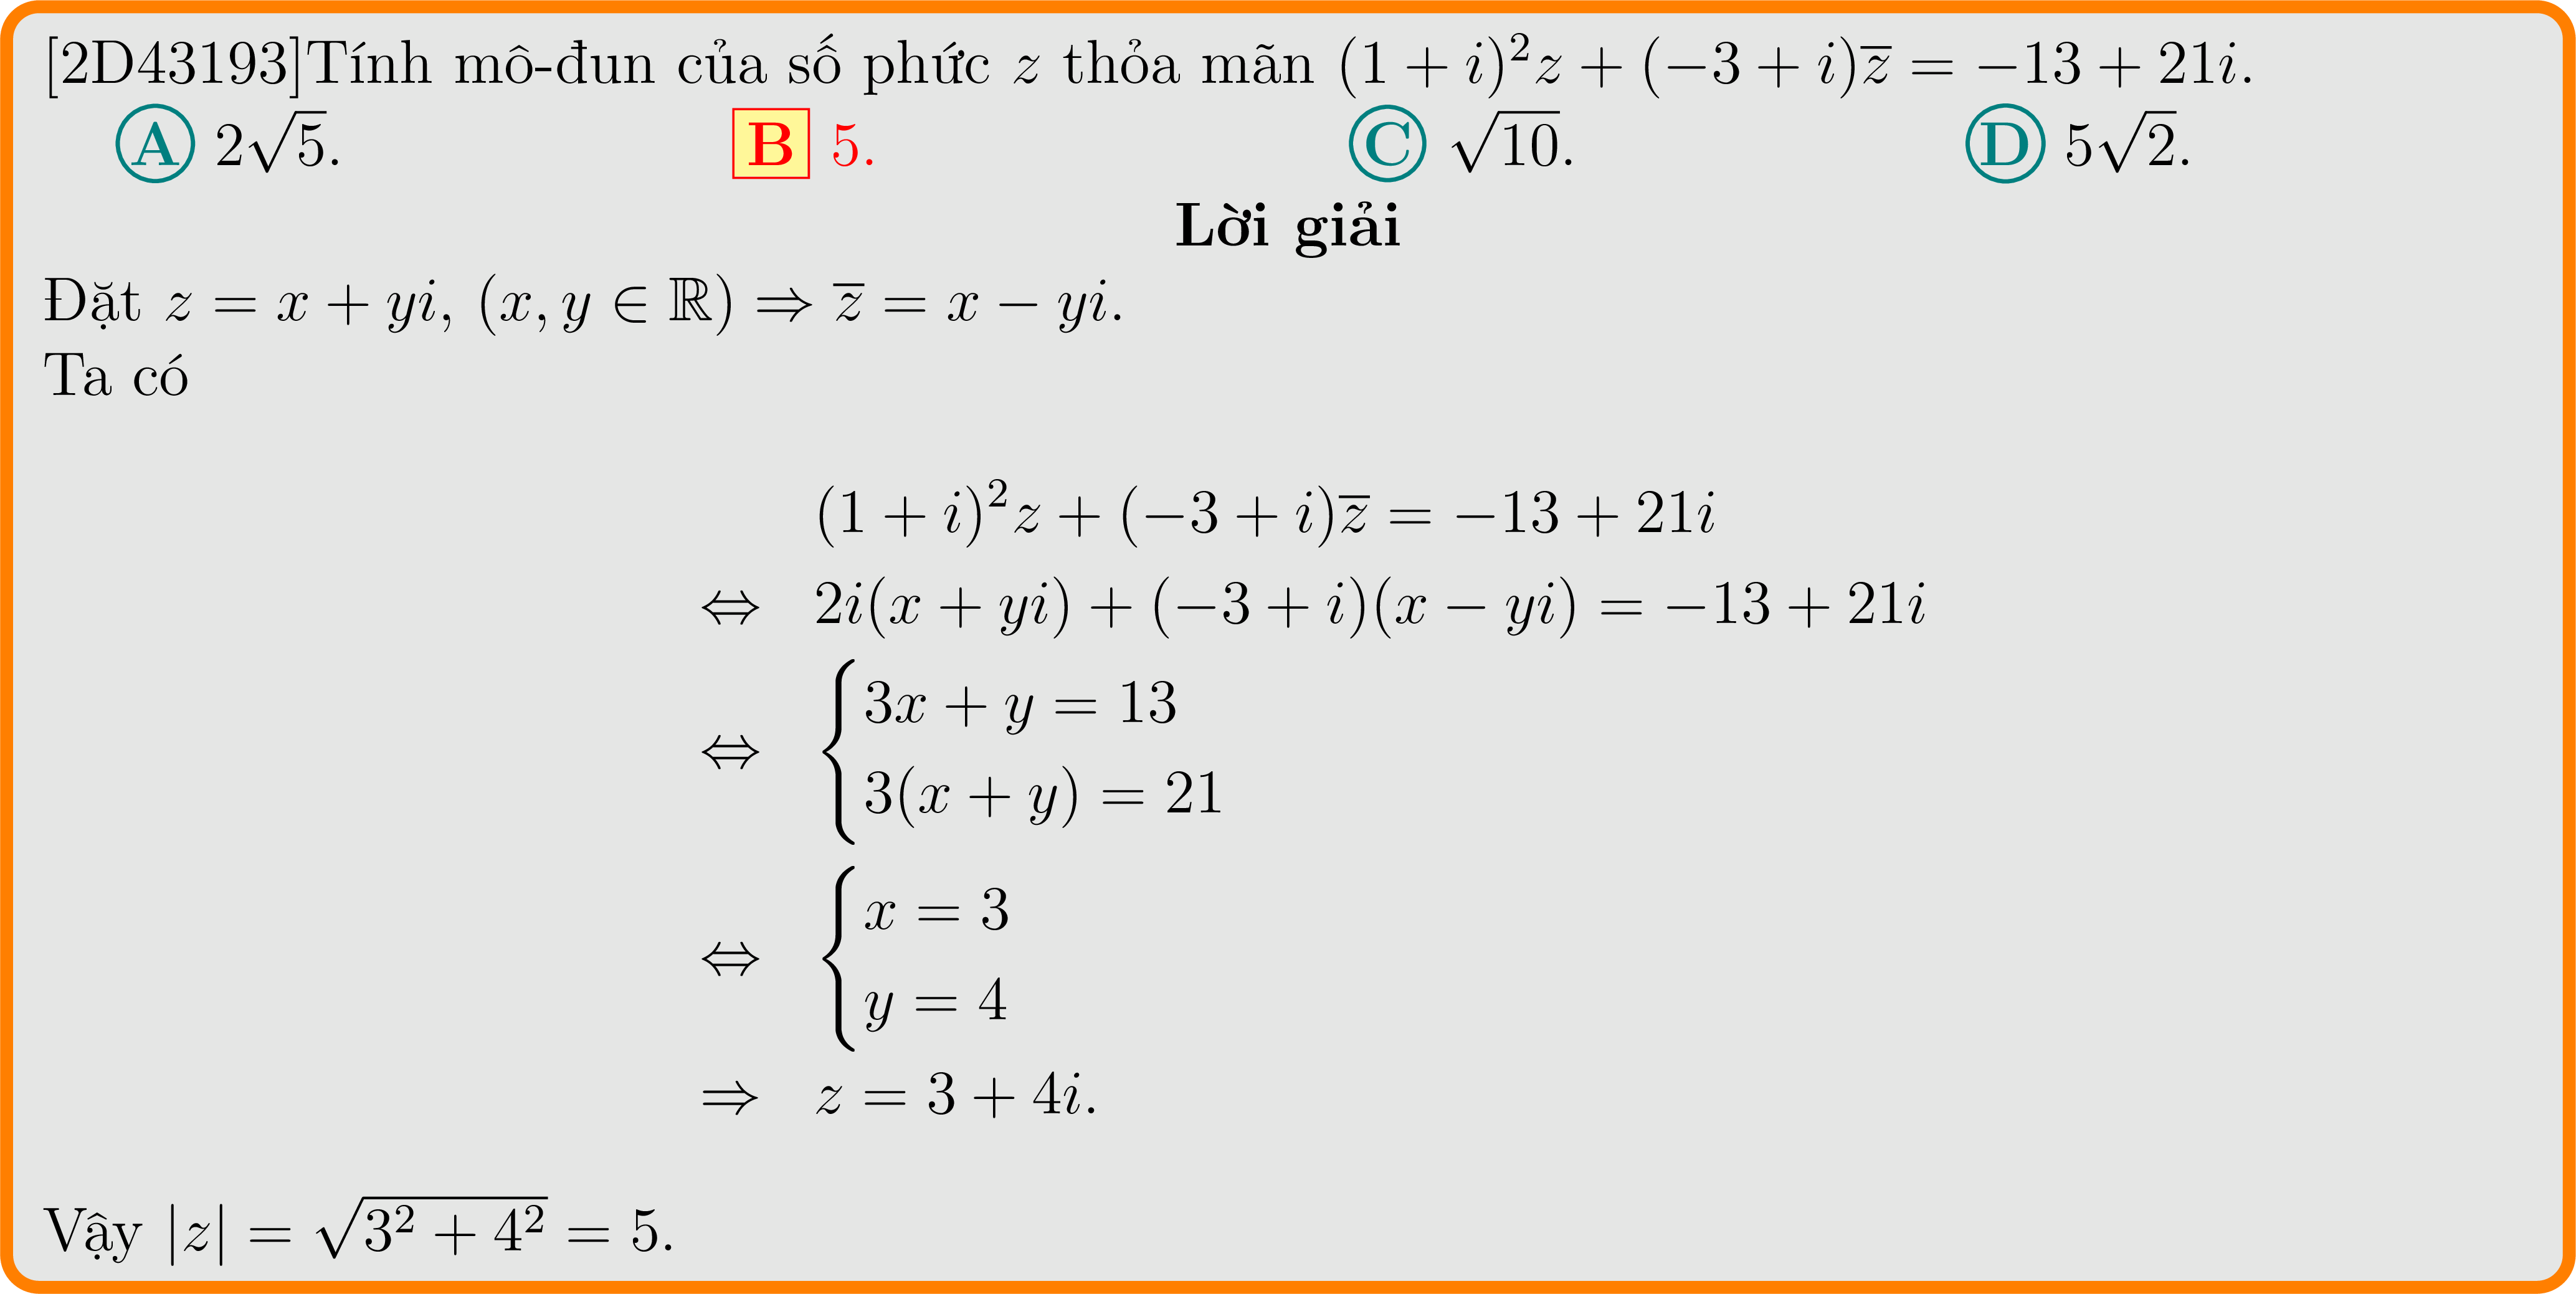 [2D43193]Tính mô-đun của số phức $z$ thỏa mãn $(1+i)^2z+(-3+i)\overline{z}=-13+21i$.
A $2\sqrt{5}$. B 5. C $\sqrt{10}$. D $5\sqrt{2}$.
Lời giải
Đặt $z=x+yi$, $(x,y\in\mathbb{R})\Rightarrow\overline{z}=x-yi$.
Ta có
$(1+i)^2z+(-3+i)\overline{z}=-13+21i$
$\Leftrightarrow 2i(x+yi)+(-3+i)(x-yi)=-13+21i$
$\Leftrightarrow \begin{cases}3x+y=13\\3(x+y)=21\end{cases}$
$\Leftrightarrow \begin{cases}x=3\\y=4\end{cases}$
$\Rightarrow z=3+4i.$
Vậy $|z|=\sqrt{3^2+4^2}=5$.